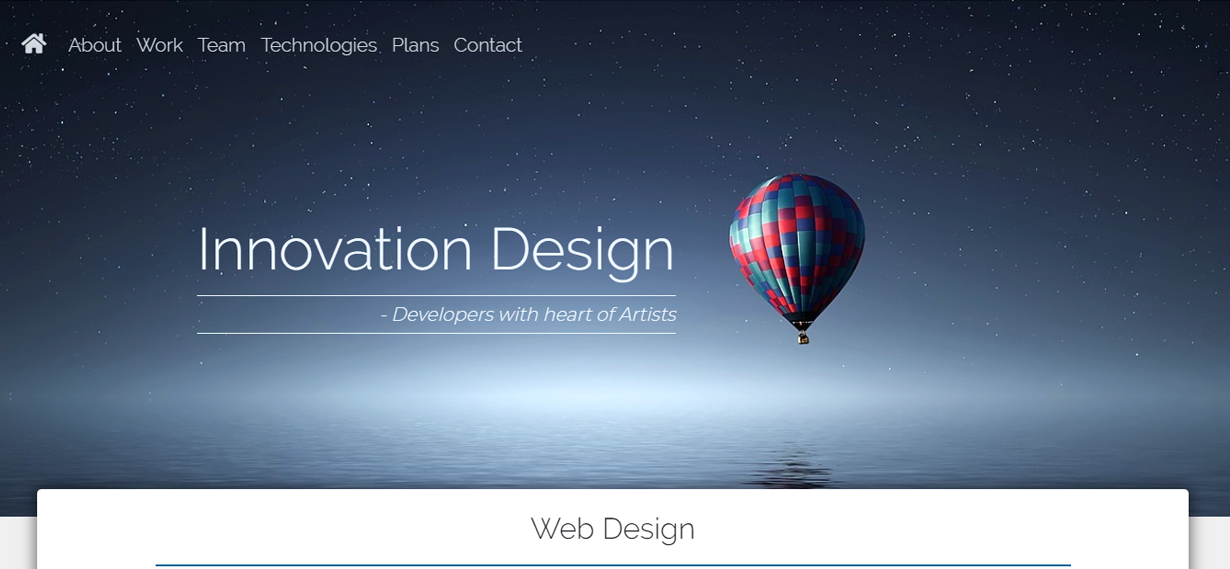 About Work Team Technologies Plans Contact
Innovation Design
- Developers with heart of Artists
Web Design